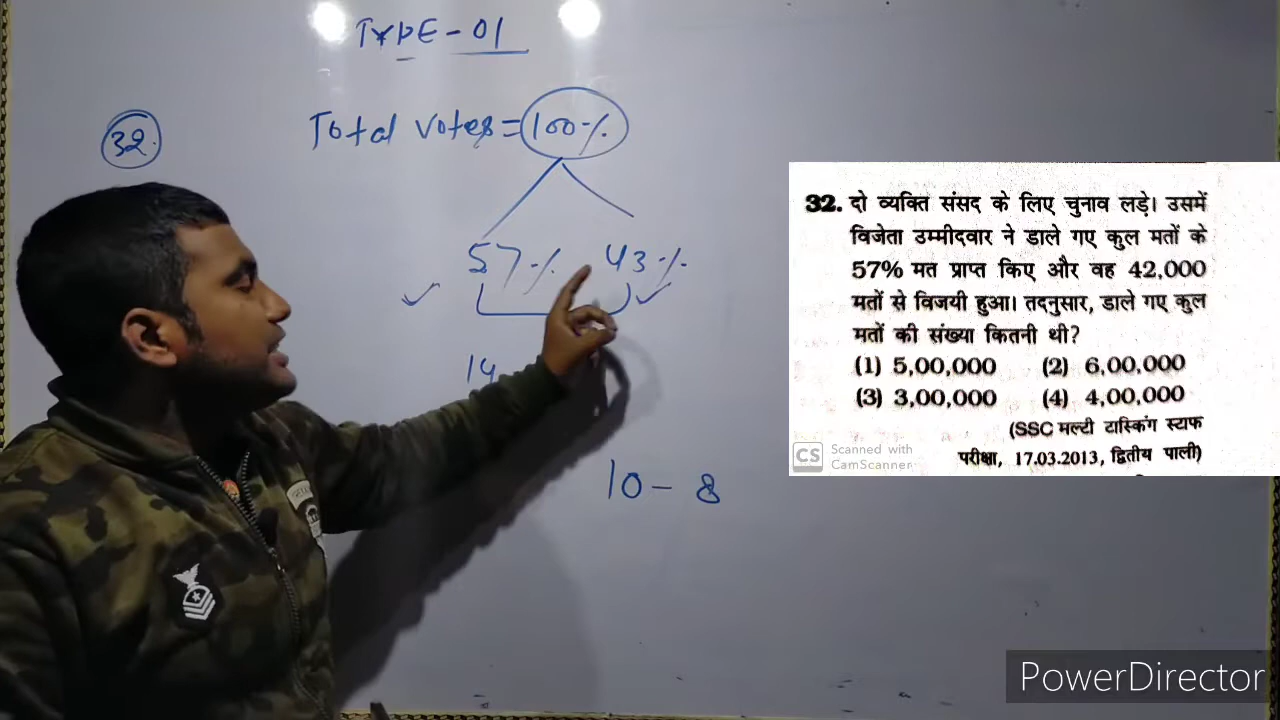 TYPE-01
32.
Total votes = 100%
57% 43%
14
10 - 8
32. दो व्यक्ति संसद के लिए चुनाव लड़े। उसमें
विजेता उम्मीदवार ने डाले गए कुल मतों के
57% मत प्राप्त किए और वह 42,000
मतों से विजयी हुआ। तदनुसार, डाले गए कुल
मतों की संख्या कितनी थी?
(1) 5,00,000 (2) 6,00,000
(3) 3,00,000 (4) 4,00,000
(SSC मल्टी टास्किंग स्टाफ
परीक्षा, 17.03.2013, द्वितीय पाली)
CS Scanned with
CamScanner
PowerDirector